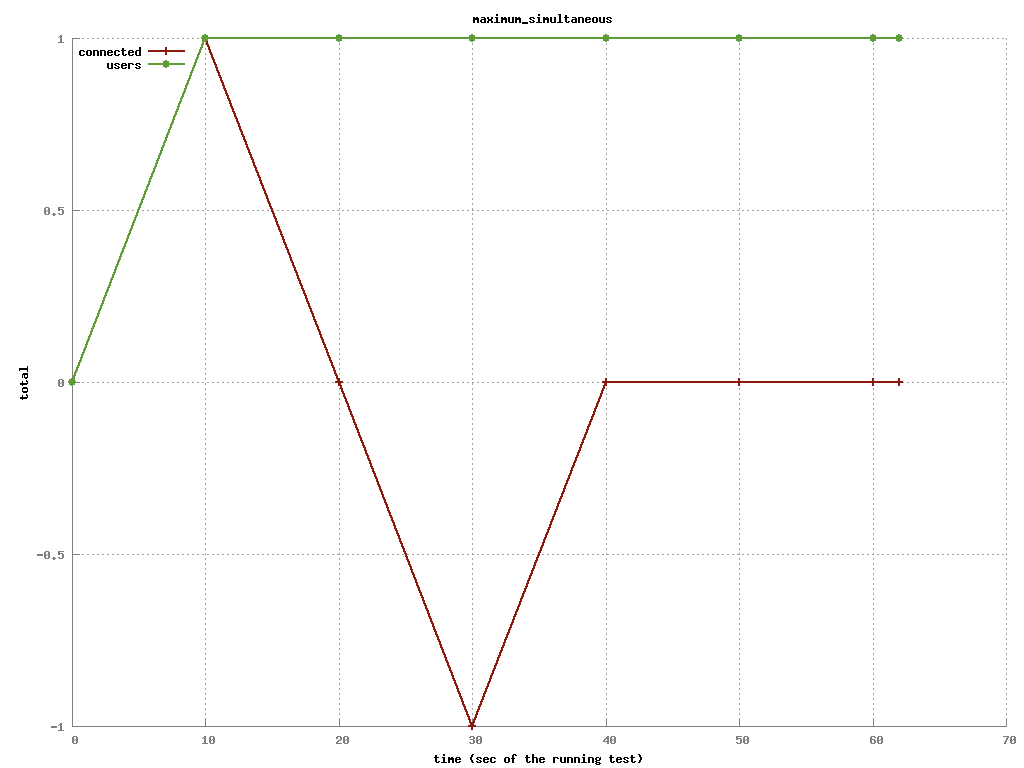 maximum_simultaneous
connected
users
1
0.5
0
-0.5
-1
total
0 10 20 30 40 50 60 70
time (sec of the running test)